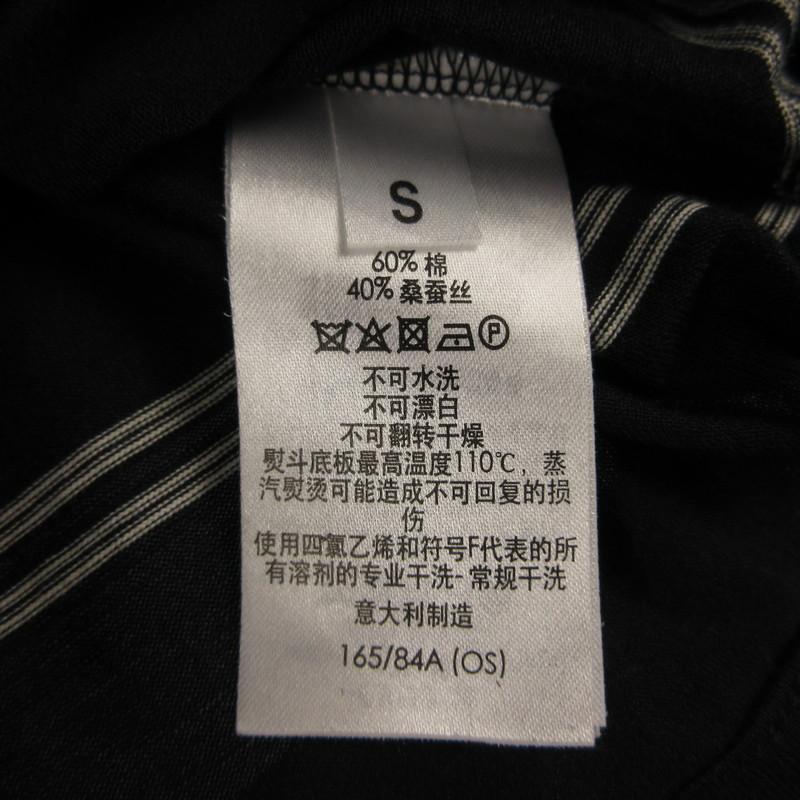 S
60% 棉
40% 桑蚕丝
P
不可水洗
不可漂白
不可翻转干燥
熨斗底板最高温度110℃，蒸
汽熨烫可能造成不可回复的损
伤
使用四氯乙烯和符号F代表的所
有溶剂的专业干洗-常规干洗
意大利制造
165/84A (OS)